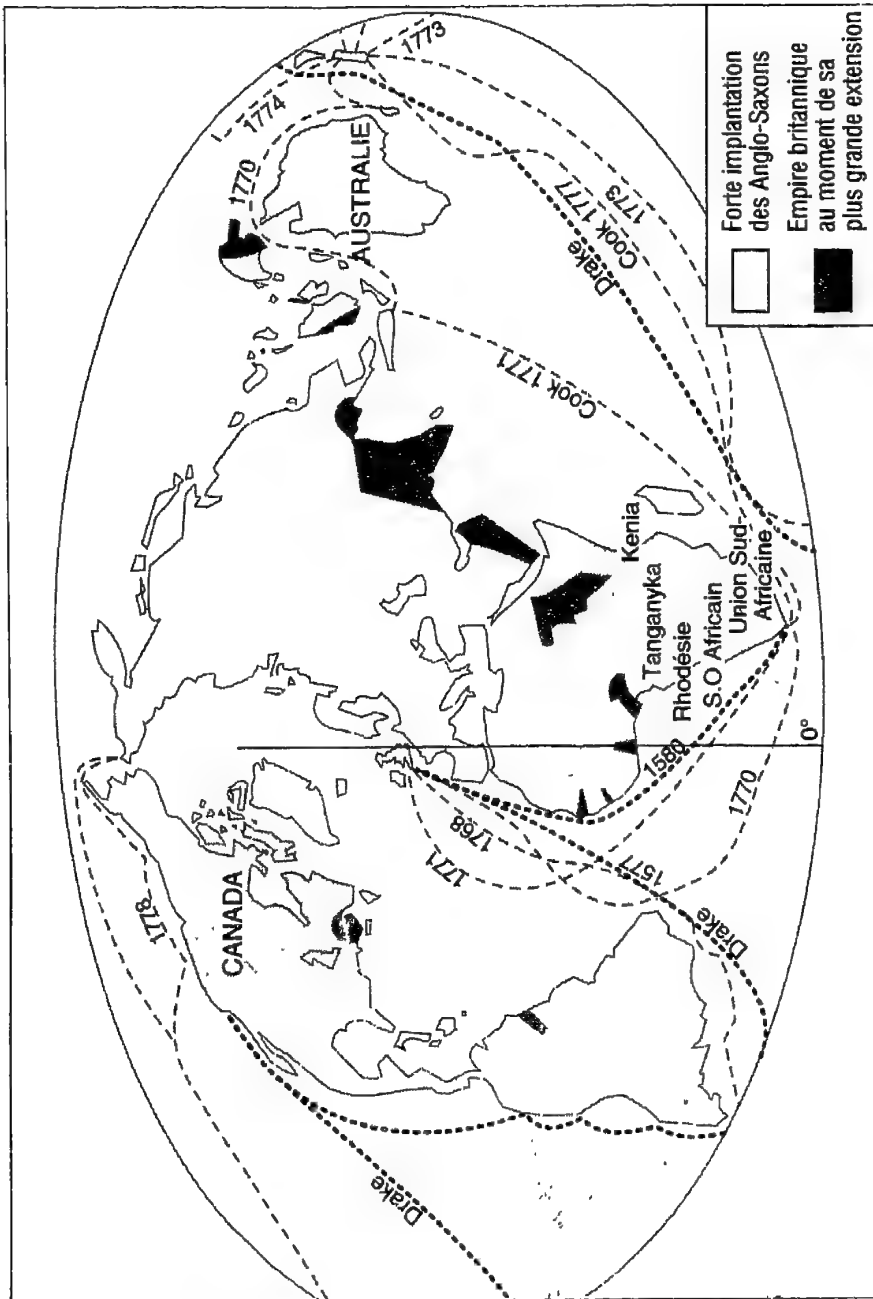 1778
CANADA
Drake
1771
1768
1577
Drake
1580
1770
0°
Tanganyka
Kenia
Rhodésie
S.O Africain
Union Sud-
Africaine
Cook 1771
Drake
Cook 1777
1773
AUSTRALIE
1770
1774
1773
Forte implantation
des Anglo-Saxons
Empire britannique
au moment de sa
plus grande extension